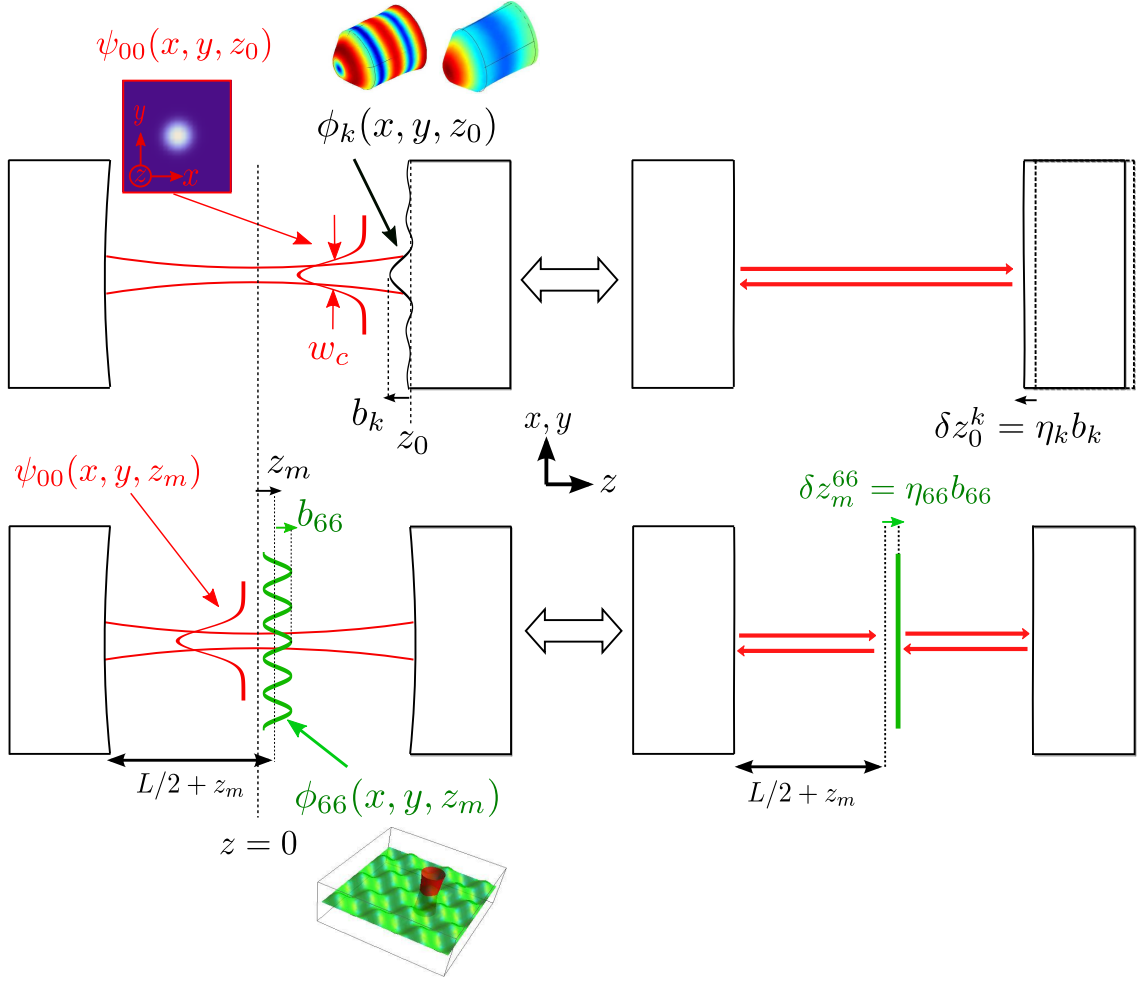 ψ₀₀(x, y, z₀)
y
z
x
ϕₖ(x, y, z₀)
w_c
bₖ
z₀
δz₀ᵏ = ηₖbₖ
x, y
z
ψ₀₀(x, y, zₘ)
zₘ
b₆₆
δzₘ⁶⁶ = η₆₆b₆₆
L/2 + zₘ
L/2 + zₘ
ϕ₆₆(x, y, zₘ)
z = 0